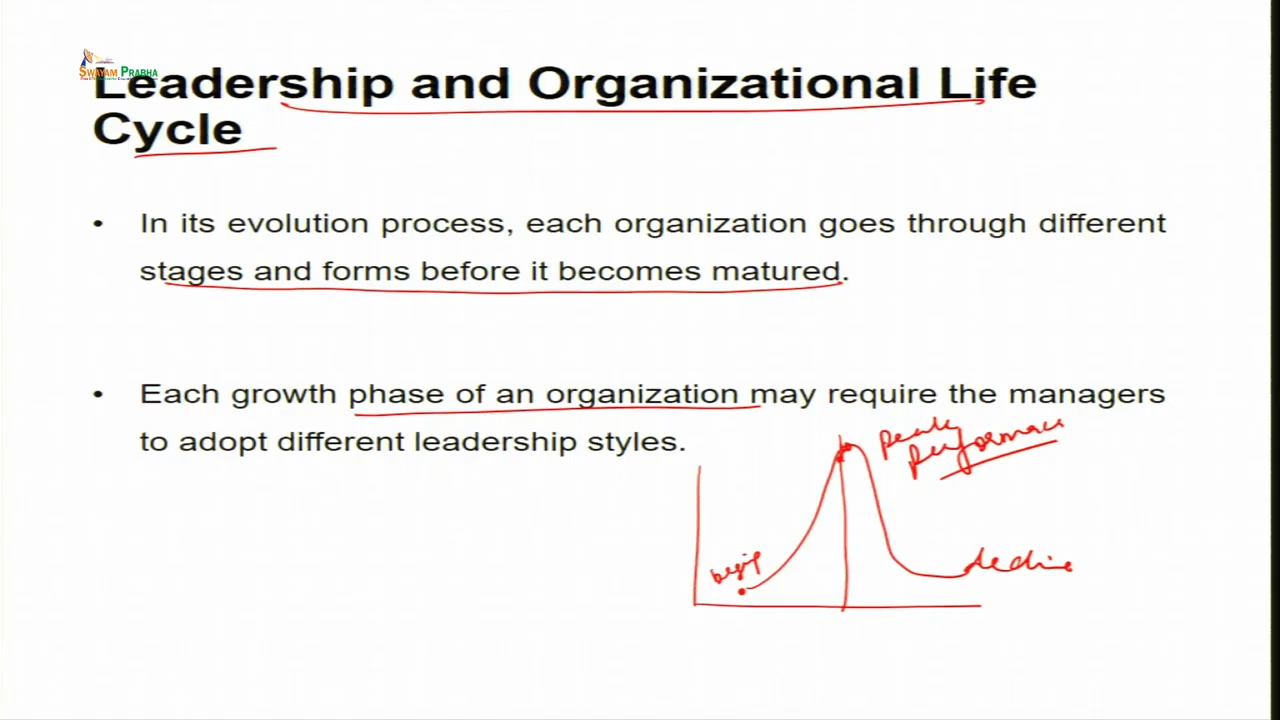 SWAYAM PRABHA
Leadership and Organizational Life
Cycle
• In its evolution process, each organization goes through different
stages and forms before it becomes matured.
• Each growth phase of an organization may require the managers
to adopt different leadership styles.
peak
performance
decline